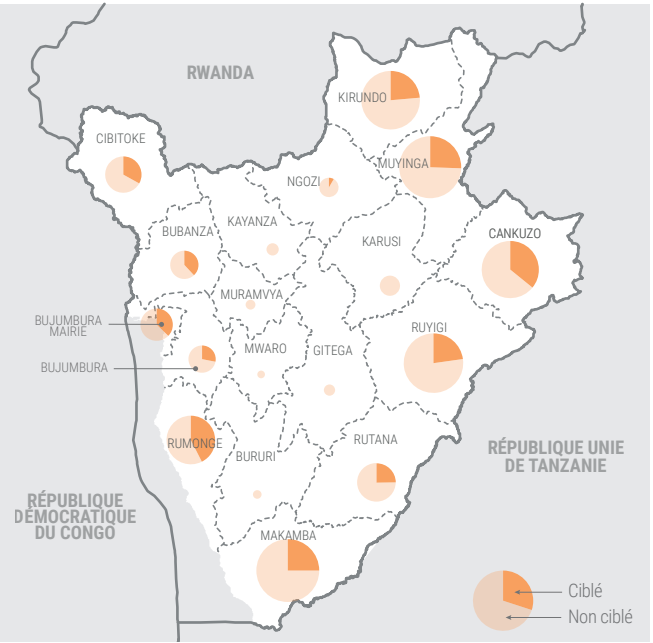 RWANDA
KIRUNDO
CIBITOKE
MUYINGA
NGOZI
KAYANZA
BUBANZA
KARUSI
CANKUZO
MURAMVYA
BUJUMBURA
MAIRIE
RUYIGI
MWARO
GITEGA
BUJUMBURA
RUMONGE
RUTANA
BURURI
RÉPUBLIQUE UNIE
DE TANZANIE
RÉPUBLIQUE
DÉMOCRATIQUE
DU CONGO
MAKAMBA
Ciblé
Non ciblé